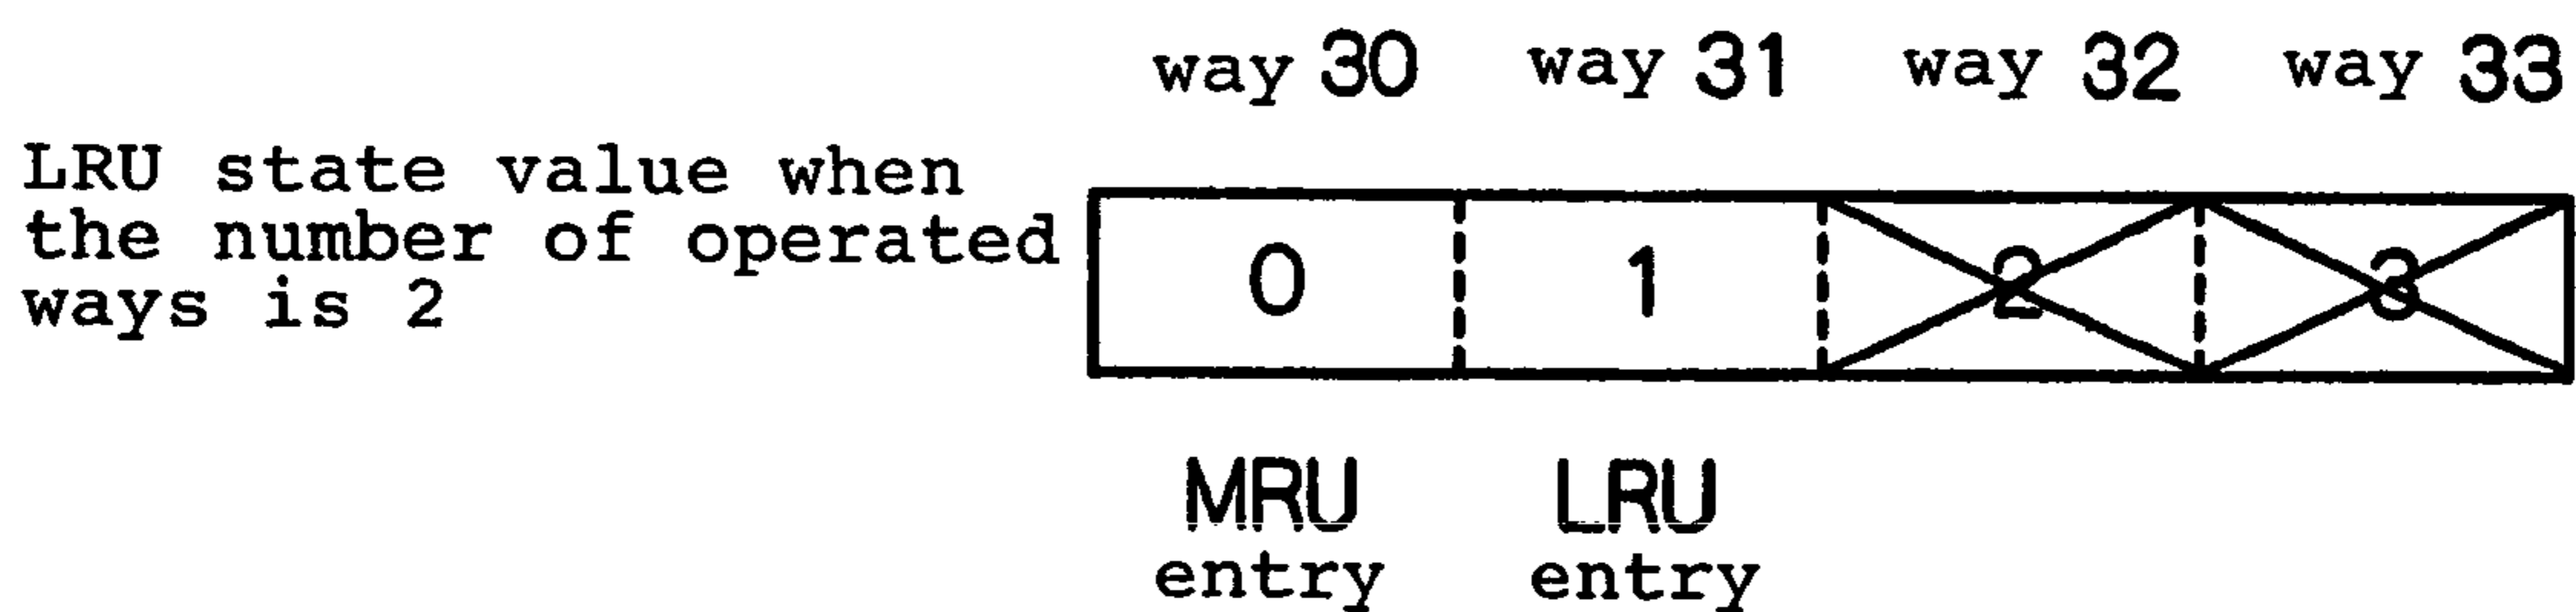 way 30 way 31 way 32 way 33
LRU state value when
the number of operated
ways is 2
0 1 2 3
MRU LRU
entry entry